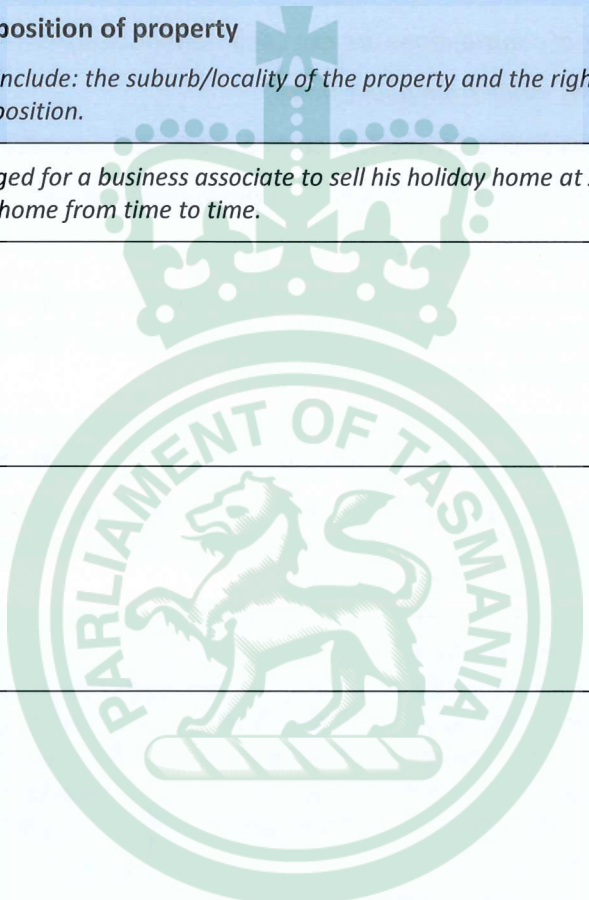 position of property
nclude: the suburb/locality of the property and the righ
position.
ged for a business associate to sell his holiday home at
home from time to time.
PARLIAMENT OF TASMANIA